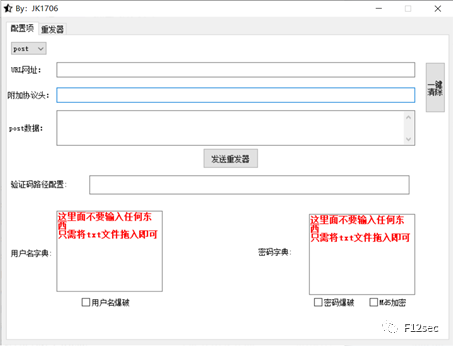 By: JK1706
配置项 重发器
post
URL网址:
附加协议头:
一键
清除
post数据:
发送重发器
验证码路径配置:
用户名字典:
这里面不要输入任何东
西
只需将txt文件拖入即可
密码字典:
这里面不要输入任何东
西
只需将txt文件拖入即可
用户名爆破
密码爆破 Md5加密
F12sec